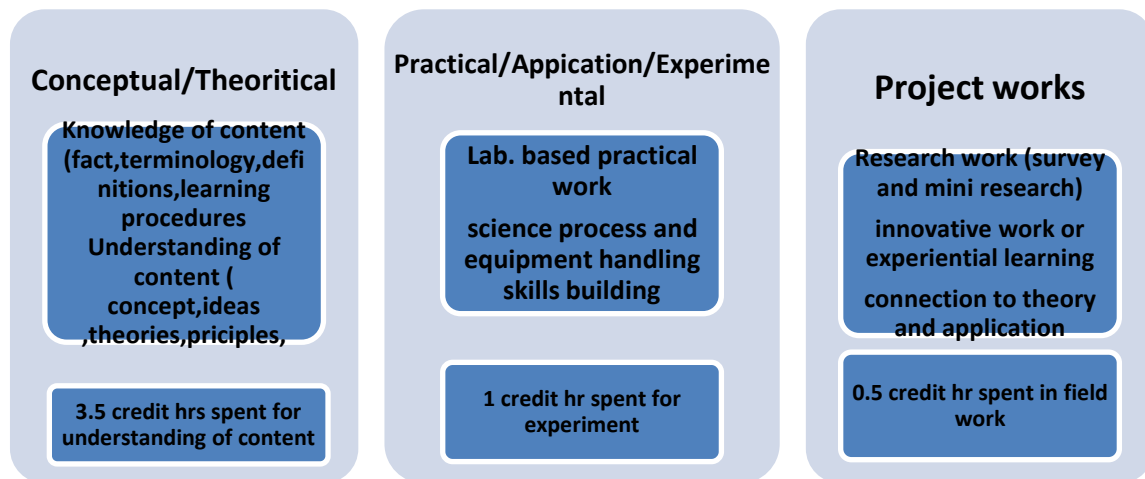 Conceptual/Theoritical
Knowledge of content
(fact,terminology,defi
nitions,learning
procedures
Understanding of
content (
concept,ideas
,theories,priciples,
3.5 credit hrs spent for
understanding of content
Practical/Appication/Experime
ntal
Lab. based practical
work
science process and
equipment handling
skills building
1 credit hr spent for
experiment
Project works
Research work (survey
and mini research)
innovative work or
experiential learning
connection to theory
and application
0.5 credit hr spent in field
work